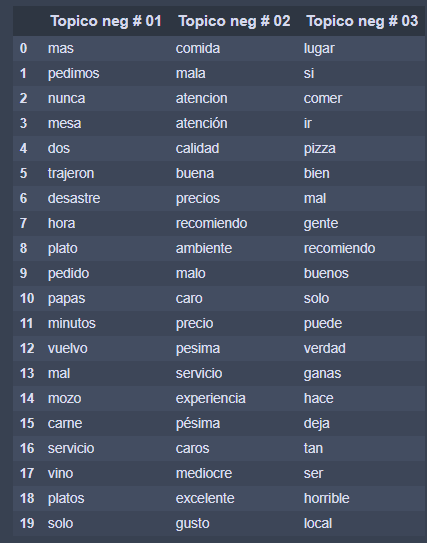 Topico neg # 01 Topico neg # 02 Topico neg # 03
0 mas comida lugar
1 pedimos mala si
2 nunca atencion comer
3 mesa atención ir
4 dos calidad pizza
5 trajeron buena bien
6 desastre precios mal
7 hora recomiendo gente
8 plato ambiente recomiendo
9 pedido malo buenos
10 papas caro solo
11 minutos precio puede
12 vuelvo pesima verdad
13 mal servicio ganas
14 mozo experiencia hace
15 carne pésima deja
16 servicio caros tan
17 vino mediocre ser
18 platos excelente horrible
19 solo gusto local